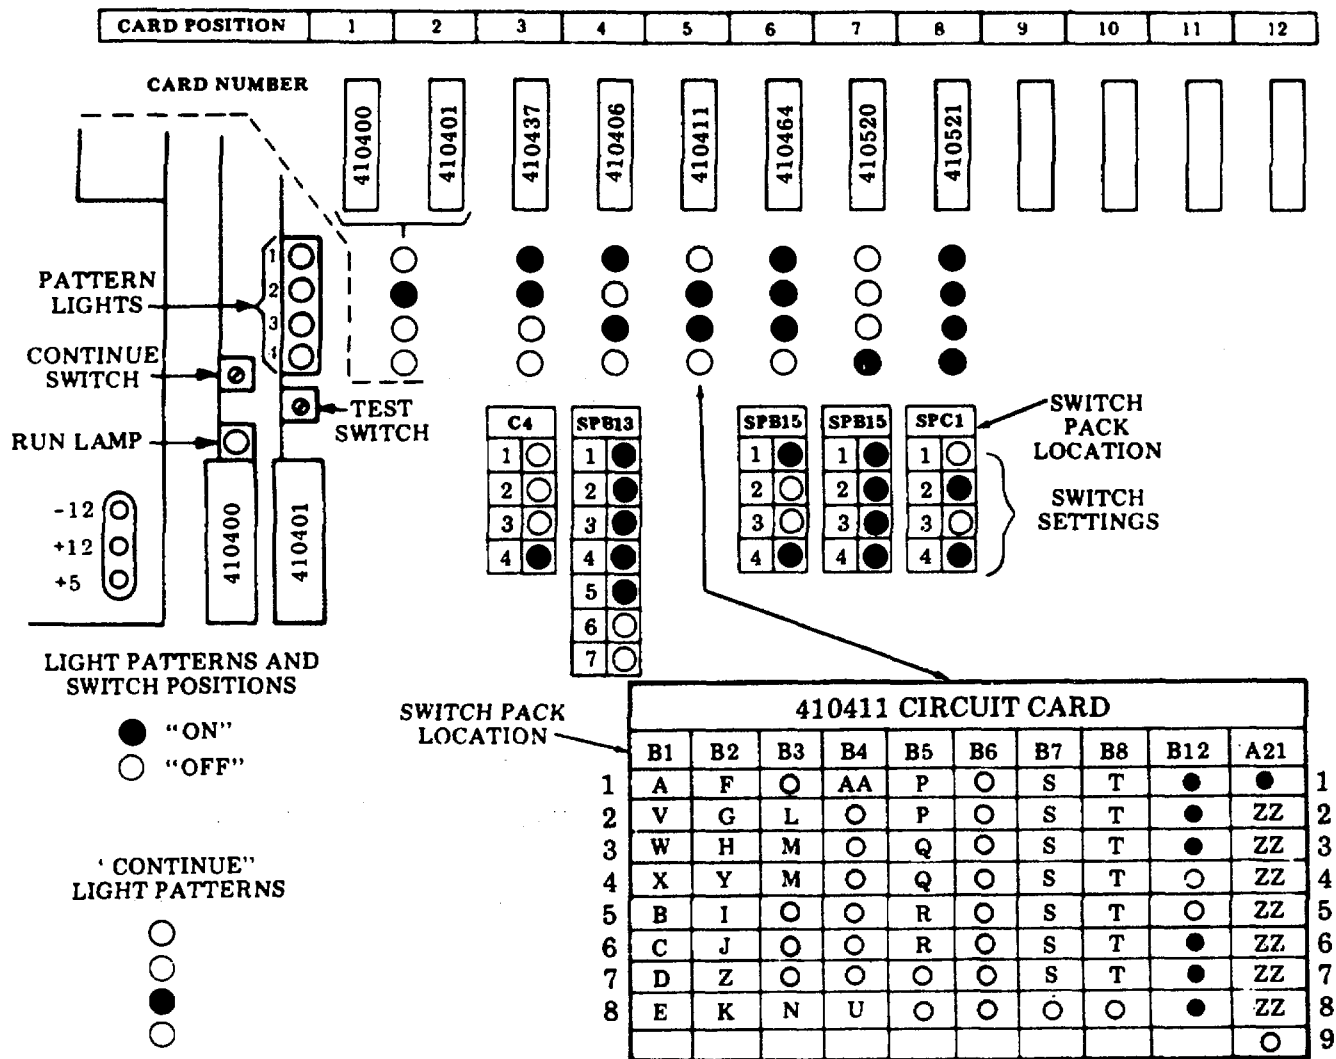 CARD POSITION 1 2 3 4 5 6 7 8 9 10 11 12
CARD NUMBER
410400
410401
410437
410406
410411
410464
410520
410521
PATTERN
LIGHTS
1
2
3
4
CONTINUE
SWITCH
TEST
SWITCH
RUN LAMP
-12
+12
+5
410400
410401
C4
1
2
3
4
SPB13
1
2
3
4
5
6
7
SPB15
1
2
3
4
SPB15
1
2
3
4
SPC1
1
2
3
4
SWITCH
PACK
LOCATION
SWITCH
SETTINGS
LIGHT PATTERNS AND
SWITCH POSITIONS
"ON"
"OFF"
' CONTINUE"
LIGHT PATTERNS
SWITCH PACK
LOCATION
410411 CIRCUIT CARD
B1 B2 B3 B4 B5 B6 B7 B8 B12 A21
1 A F AA P S T 1
2 V G L P S T ZZ 2
3 W H M Q S T ZZ 3
4 X Y M Q S T ZZ 4
5 B I R S T ZZ 5
6 C J R S T ZZ 6
7 D Z S T ZZ 7
8 E K N U ZZ 8
9